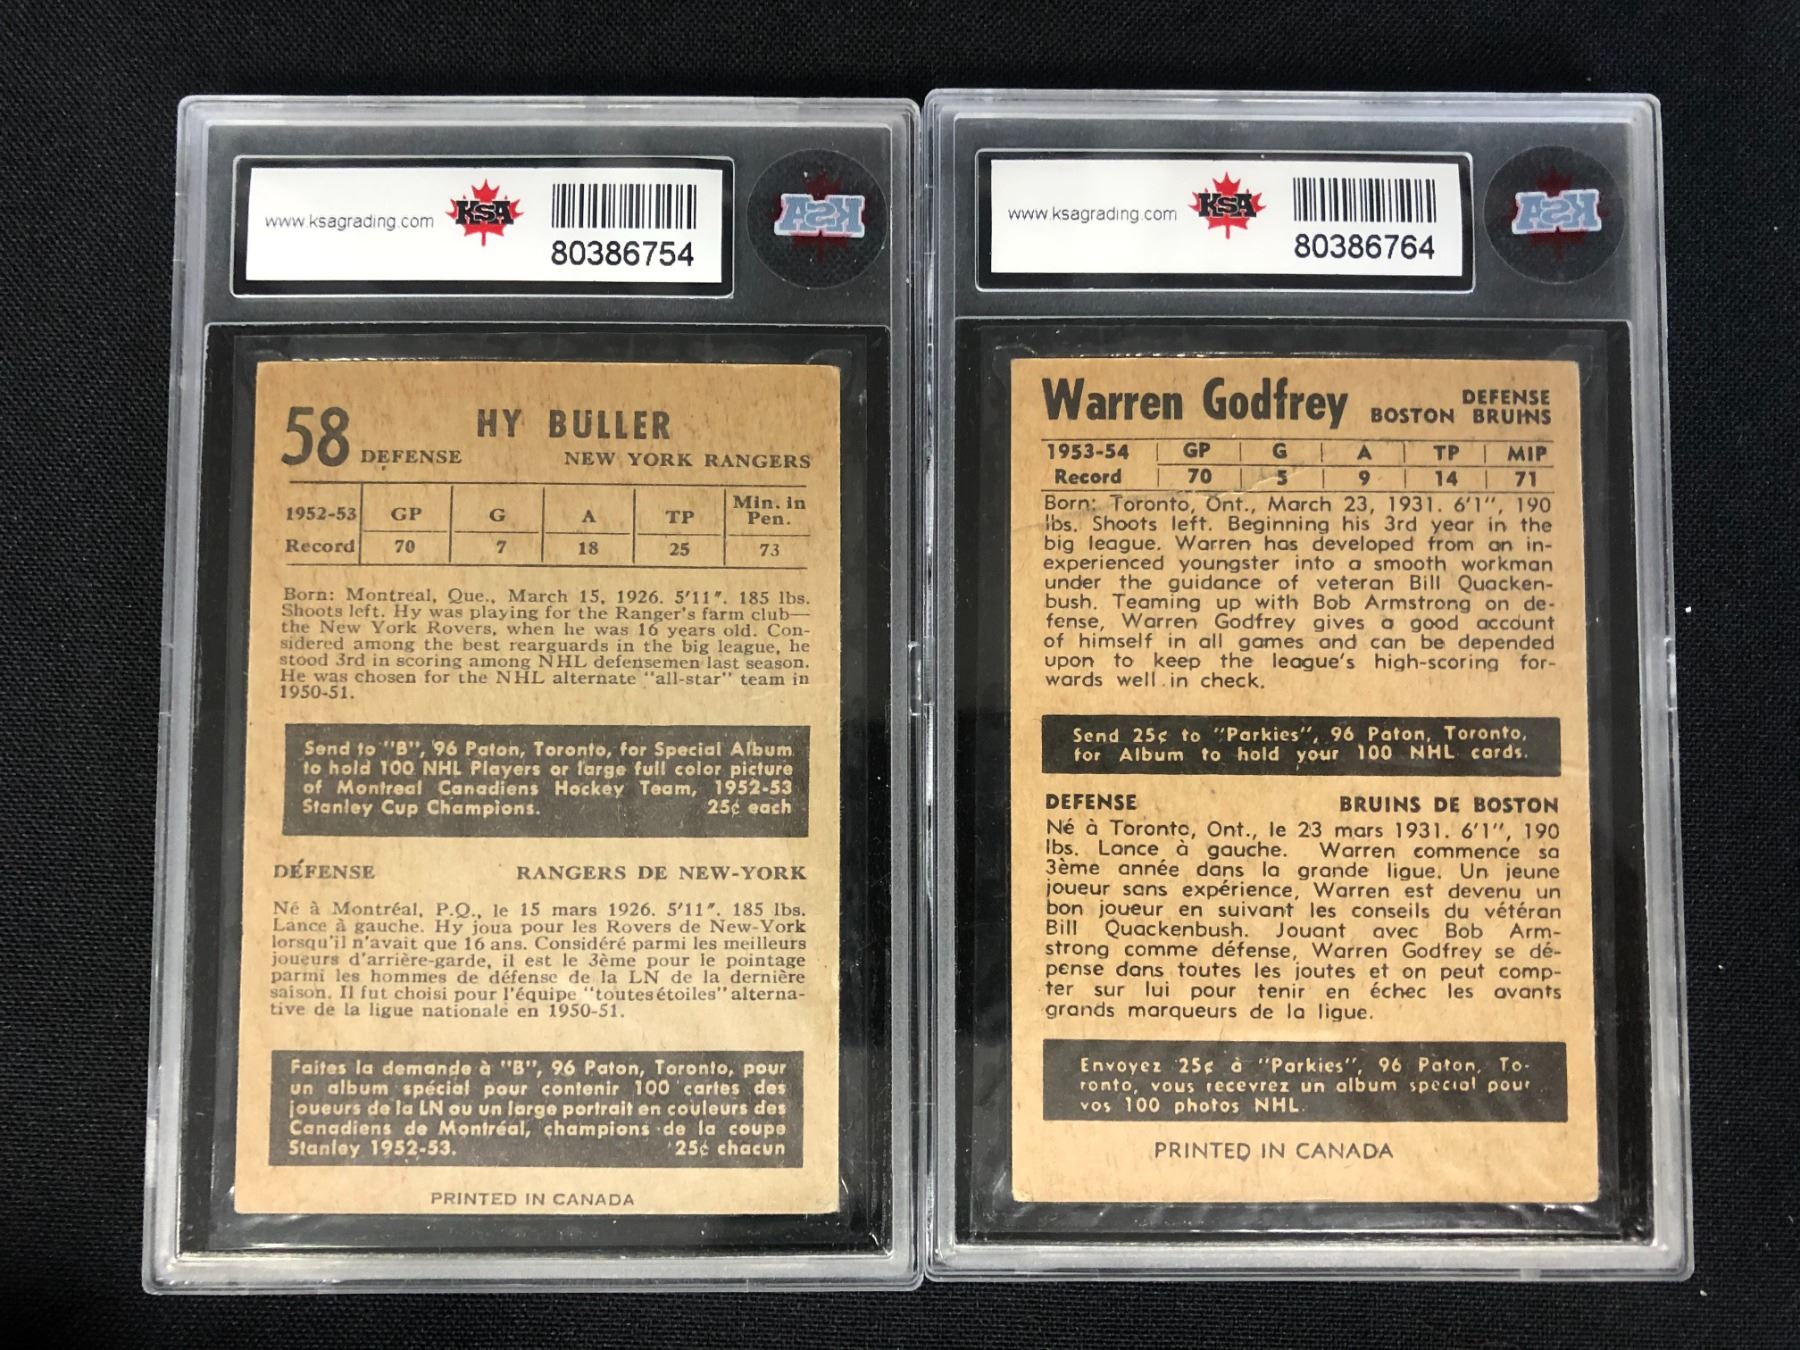 www.ksagrading.com KSA
80386754
KSA
58 HY BULLER
DEFENSE NEW YORK RANGERS
1952-53 GP G A TP Min. in Pen.
Record 70 7 18 25 73
Born: Montreal, Que., March 15, 1926. 5'11". 185 lbs.
Shoots left. Hy was playing for the Ranger's farm club—
the New York Rovers, when he was 16 years old. Con-
sidered among the best rearguards in the big league, he
stood 3rd in scoring among NHL defensemen last season.
He was chosen for the NHL alternate "all-star" team in
1950-51.
Send to "B", 96 Paton, Toronto, for Special Album
to hold 100 NHL Players or large full color picture
of Montreal Canadiens Hockey Team, 1952-53
Stanley Cup Champions. 25¢ each
DÉFENSE RANGERS DE NEW-YORK
Né à Montréal, P.Q., le 15 mars 1926. 5'11". 185 lbs.
Lance à gauche. Hy joua pour les Rovers de New-York
lorsqu'il n'avait que 16 ans. Considéré parmi les meilleurs
joueurs d'arrière-garde, il est le 3ème pour le pointage
parmi les hommes de défense de la LN de la dernière
saison. Il fut choisi pour l'équipe "toutes étoiles" alterna-
tive de la ligue nationale en 1950-51.
Faites la demande à "B", 96 Paton, Toronto, pour
un album spécial pour contenir 100 cartes des
joueurs de la LN ou un large portrait en couleurs des
Canadiens de Montréal, champions de la coupe
Stanley 1952-53. 25¢ chacun
PRINTED IN CANADA
www.ksagrading.com KSA
80386764
KSA
Warren Godfrey DEFENSE
BOSTON BRUINS
1953-54 GP G A TP MIP
Record 70 5 9 14 71
Born: Toronto, Ont., March 23, 1931. 6'1", 190
lbs. Shoots left. Beginning his 3rd year in the
big league. Warren has developed from an in-
experienced youngster into a smooth workman
under the guidance of veteran Bill Quacken-
bush. Teaming up with Bob Armstrong on de-
fense, Warren Godfrey gives a good account
of himself in all games and can be depended
upon to keep the league's high-scoring for-
wards well in check.
Send 25¢ to "Parkies", 96 Paton, Toronto,
for Album to hold your 100 NHL cards.
DEFENSE BRUINS DE BOSTON
Né à Toronto, Ont., le 23 mars 1931. 6'1", 190
lbs. Lance à gauche. Warren commence sa
3ème année dans la grande ligue. Un jeune
joueur sans expérience, Warren est devenu un
bon joueur en suivant les conseils du vétéran
Bill Quackenbush. Jouant avec Bob Arm-
strong comme défense, Warren Godfrey se dé-
pense dans toutes les joutes et on peut comp-
ter sur lui pour tenir en échec les avants
grands marqueurs de la ligue.
Envoyez 25¢ à "Parkies", 96 Paton, To-
ronto, vous recevrez un album special pour
vos 100 photos NHL.
PRINTED IN CANADA